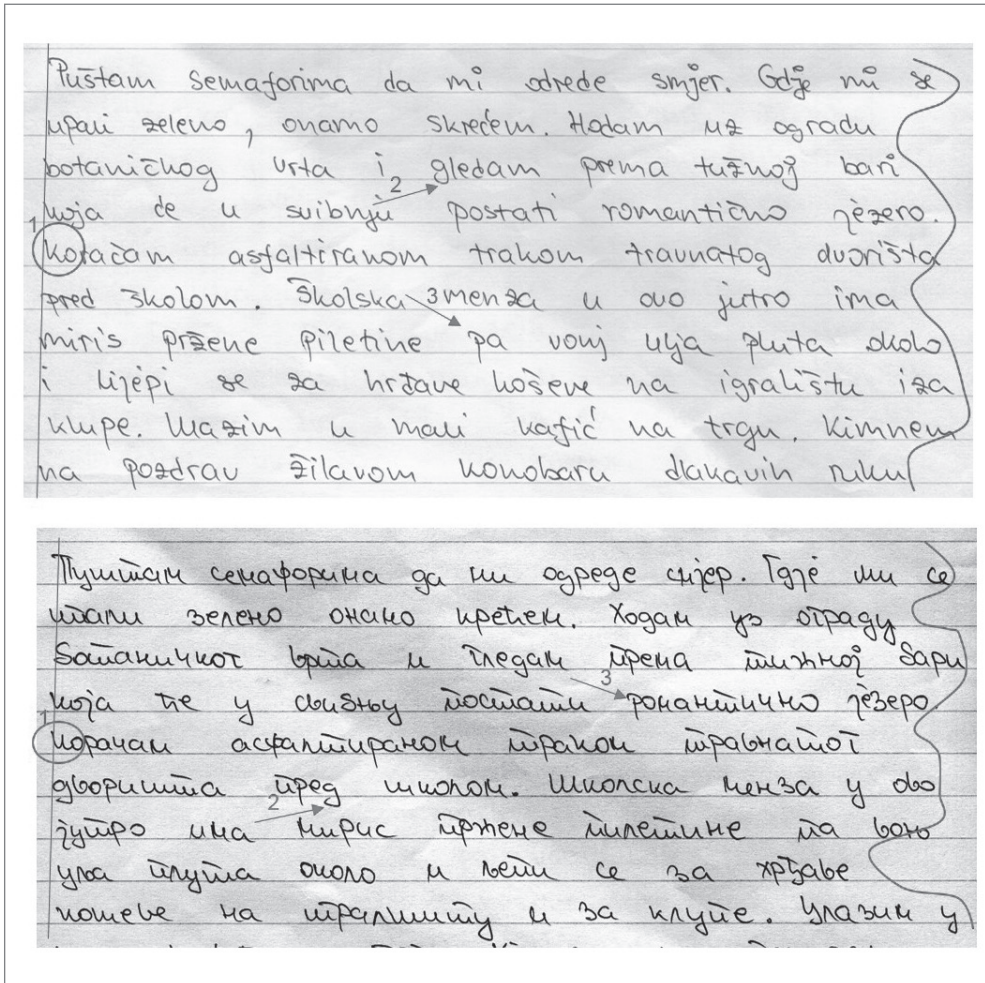 Puštam semaforima da mi odrede smjer. Gdje mi se
upali zeleno, onamo skrećem. Hodam uz ogradu
botaničkog vrta i gledam prema tužnoj bari
2
koja će u svibnju postati romantično jezero.
1
Koračam asfaltiranom trakom travnatog dvorišta
pred školom. Školska 3 menza u ovo jutro ima
miris pržene piletine pa vonj ulja pluta okolo
i lijepi se za hrđave koševe na igralištu iza
klupe. Ulazim u mali kafić na trgu. Kimnem
na pozdrav žilavom konobaru dlakavih ruku
Пуштам семафорима да ми одреде смјер. Гдје ми се
упали зелено онамо крећем. Ходам уз ограду
ботаничког врта и гледам према тижној бари
3
која ће у свибњу постати романтично језеро
1
корачам асфалтираном траком травнатог
дворишта пред школом. Школска менза у ово
2
јутро има мирис пржене пилетине па воњ
уља плута около и љепи се за хрђаве
кошеве на игралишту и за клупе. Улазим у